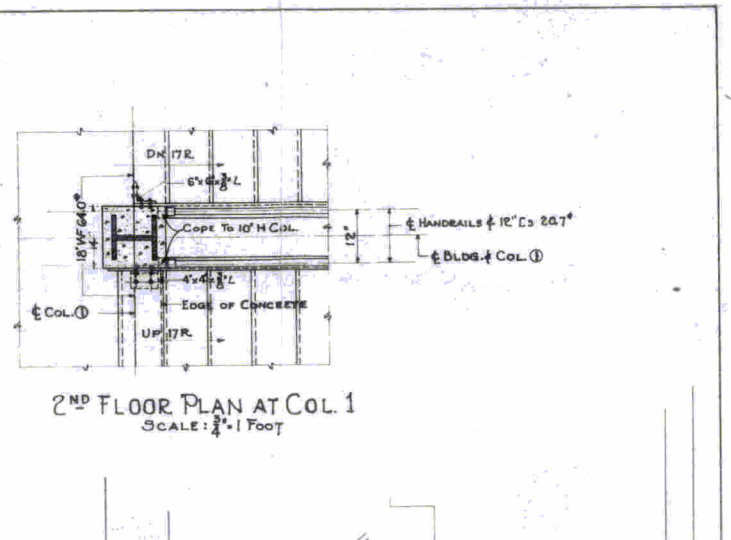 DN 17R.
6"x6"x3/8" L
18" WF 64.0#
COPE TO 10" H COL.
12"
℄ HANDRAILS & 12" [s 20.7#
℄ BLDG. & COL. ①
4"x4"x3/8" L
℄ COL. ①
EDGE OF CONCRETE
UP 17R.
2ND FLOOR PLAN AT COL. 1
SCALE: 3/4" = 1 FOOT